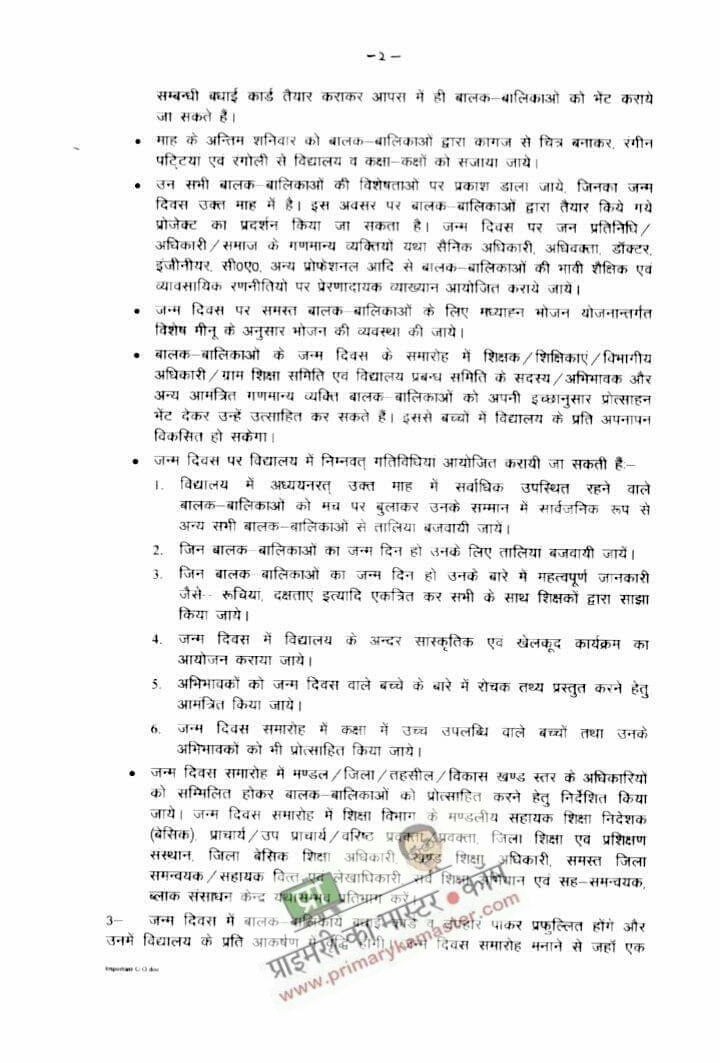 -२-
सम्बन्धी बधाई कार्ड तैयार कराकर आपस में ही बालक-बालिकाओं को भेंट कराये
जा सकते हैं।
• माह के अन्तिम शनिवार को बालक-बालिकाओं द्वारा कागज से चित्र बनाकर, रंगीन
पट्टियां एवं रंगोली से विद्यालय व कक्षा-कक्षों को सजाया जाये।
• उन सभी बालक-बालिकाओं की विशेषताओं पर प्रकाश डाला जाये, जिनका जन्म
दिवस उक्त माह में है। इस अवसर पर बालक-बालिकाओं द्वारा तैयार किये गये
प्रोजेक्ट का प्रदर्शन किया जा सकता है। जन्म दिवस पर जन प्रतिनिधि/
अधिकारी/समाज के गणमान्य व्यक्तियों यथा सैनिक अधिकारी, अधिवक्ता, डॉक्टर,
इंजीनीयर, सी०ए०, अन्य प्रोफेशनल आदि से बालक-बालिकाओं की भावी शैक्षिक एवं
व्यावसायिक रणनीतियों पर प्रेरणादायक व्याख्यान आयोजित कराये जाये।
• जन्म दिवस पर समस्त बालक-बालिकाओं के लिए मध्याहन भोजन योजनान्तर्गत
विशेष मीनू के अनुसार भोजन की व्यवस्था की जाये।
• बालक-बालिकाओं के जन्म दिवस के समारोह में शिक्षक/शिक्षिकाएं/विभागीय
अधिकारी/ग्राम शिक्षा समिति एवं विद्यालय प्रबन्ध समिति के सदस्य/अभिभावक और
अन्य आमंत्रित गणमान्य व्यक्ति बालक-बालिकाओं को अपनी इच्छानुसार प्रोत्साहन
भेंट देकर उन्हें उत्साहित कर सकते हैं। इससे बच्चों में विद्यालय के प्रति अपनापन
विकसित हो सकेगा।
• जन्म दिवस पर विद्यालय में निम्नवत् गतिविधियां आयोजित करायी जा सकती हैः-
1. विद्यालय में अध्ययनरत् उक्त माह में सर्वाधिक उपस्थित रहने वाले
बालक-बालिकाओं को मंच पर बुलाकर उनके सम्मान में सार्वजनिक रूप से
अन्य सभी बालक-बालिकाओं से तालिया बजवायी जाये।
2. जिन बालक-बालिकाओं का जन्म दिन हो उनके लिए तालिया बजवायी जायें।
3. जिन बालक-बालिकाओं का जन्म दिन हो उनके बारे में महत्वपूर्ण जानकारी
जैसे-- रूचियां, दक्षताएं इत्यादि एकत्रित कर सभी के साथ शिक्षकों द्वारा साझा
किया जाये।
4. जन्म दिवस में विद्यालय के अन्दर सांस्कृतिक एवं खेलकूद कार्यक्रम का
आयोजन कराया जाये।
5. अभिभावकों को जन्म दिवस वाले बच्चे के बारे में रोचक तथ्य प्रस्तुत करने हेतु
आमंत्रित किया जाये।
6. जन्म दिवस समारोह में कक्षा में उच्च उपलब्धि वाले बच्चों तथा उनके
अभिभावकों को भी प्रोत्साहित किया जाये।
• जन्म दिवस समारोह में मण्डल/जिला/तहसील/विकास खण्ड स्तर के अधिकारियों
को सम्मिलित होकर बालक-बालिकाओं को प्रोत्साहित करने हेतु निर्देशित किया
जाये। जन्म दिवस समारोह में शिक्षा विभाग के मण्डलीय सहायक शिक्षा निदेशक
(बेसिक), प्राचार्य/उप प्राचार्य/वरिष्ट प्रवक्ता/प्रवक्ता, जिला शिक्षा एवं प्रशिक्षण
संस्थान, जिला बेसिक शिक्षा अधिकारी, खण्ड शिक्षा अधिकारी, समस्त जिला
समन्वयक/सहायक वित्त एवं लेखाधिकारी, सर्व शिक्षा अभियान एवं सह-समन्वयक,
ब्लाक संसाधन केन्द्र यथासम्भव प्रतिभाग करें।
3- जन्म दिवस में बालक-बालिकायें बधाई कार्ड व उपहार पाकर प्रफुल्लित होंगे और
उनमें विद्यालय के प्रति आकर्षण में वृद्धि होगी। जन्म दिवस समारोह मनाने से जहाँ एक
Important G O doc
प्रा
प्राइमरी का मास्टर ● कॉम
www.primarykamaster.com